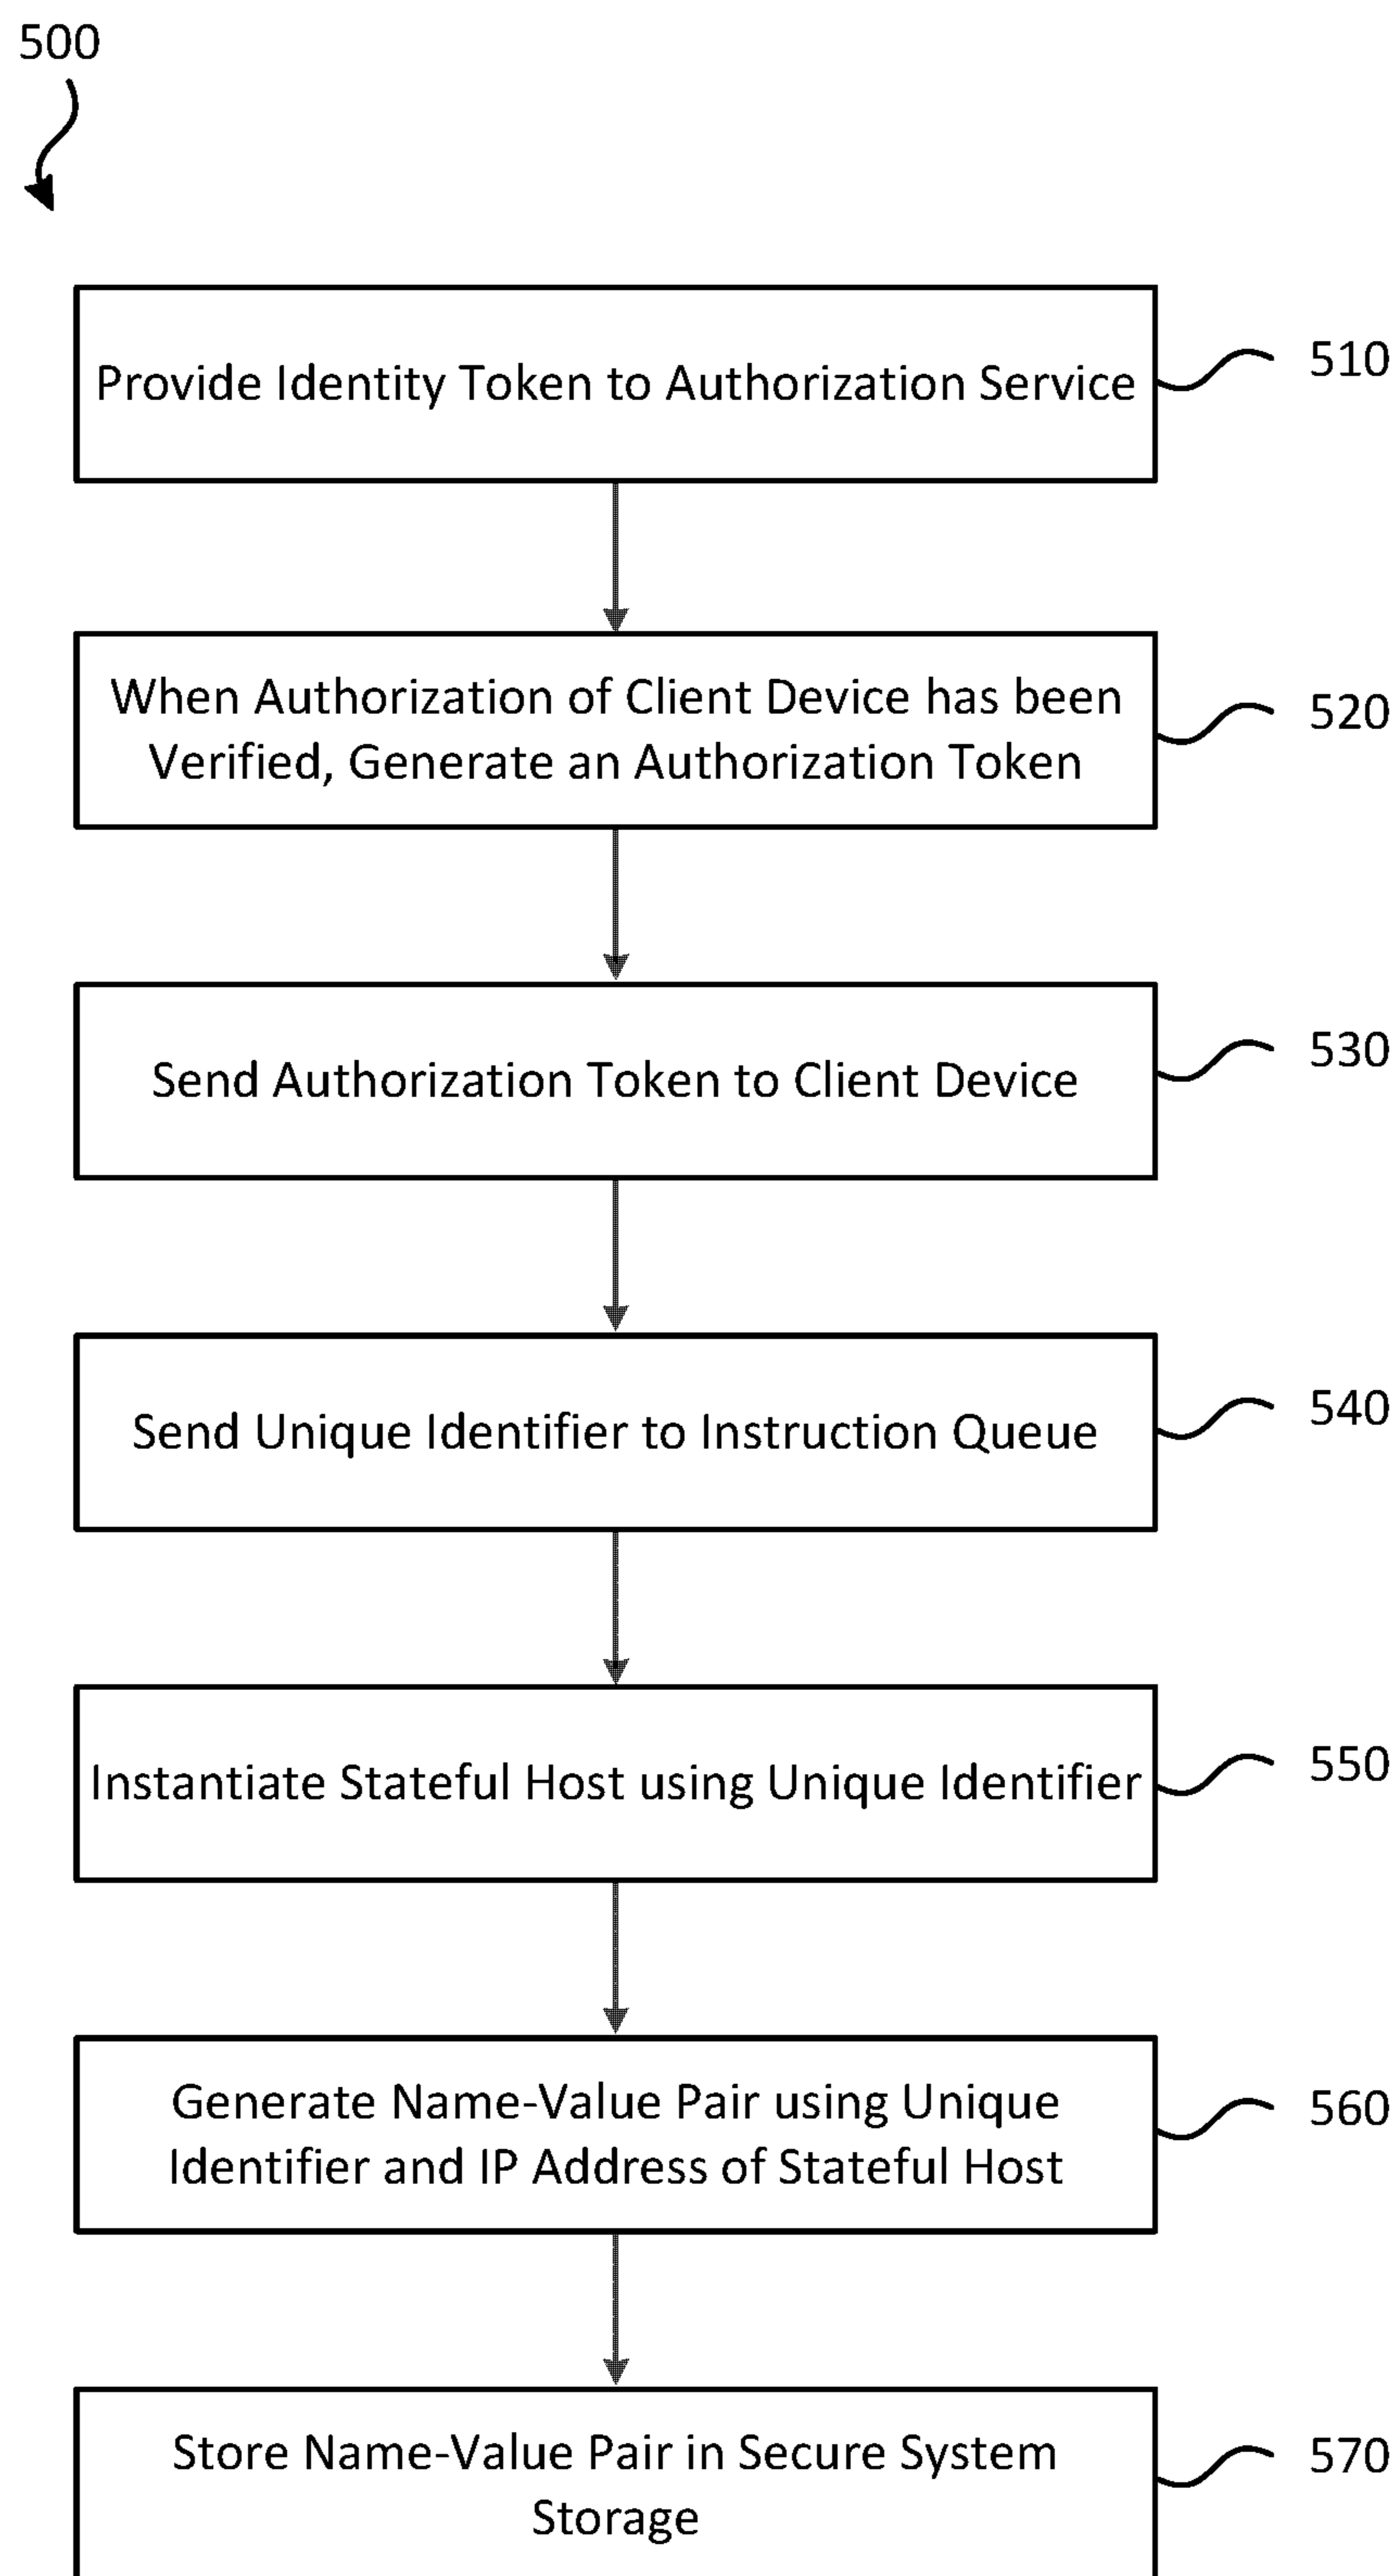 500
Provide Identity Token to Authorization Service
510
When Authorization of Client Device has been
Verified, Generate an Authorization Token
520
Send Authorization Token to Client Device
530
Send Unique Identifier to Instruction Queue
540
Instantiate Stateful Host using Unique Identifier
550
Generate Name-Value Pair using Unique
Identifier and IP Address of Stateful Host
560
Store Name-Value Pair in Secure System
Storage
570